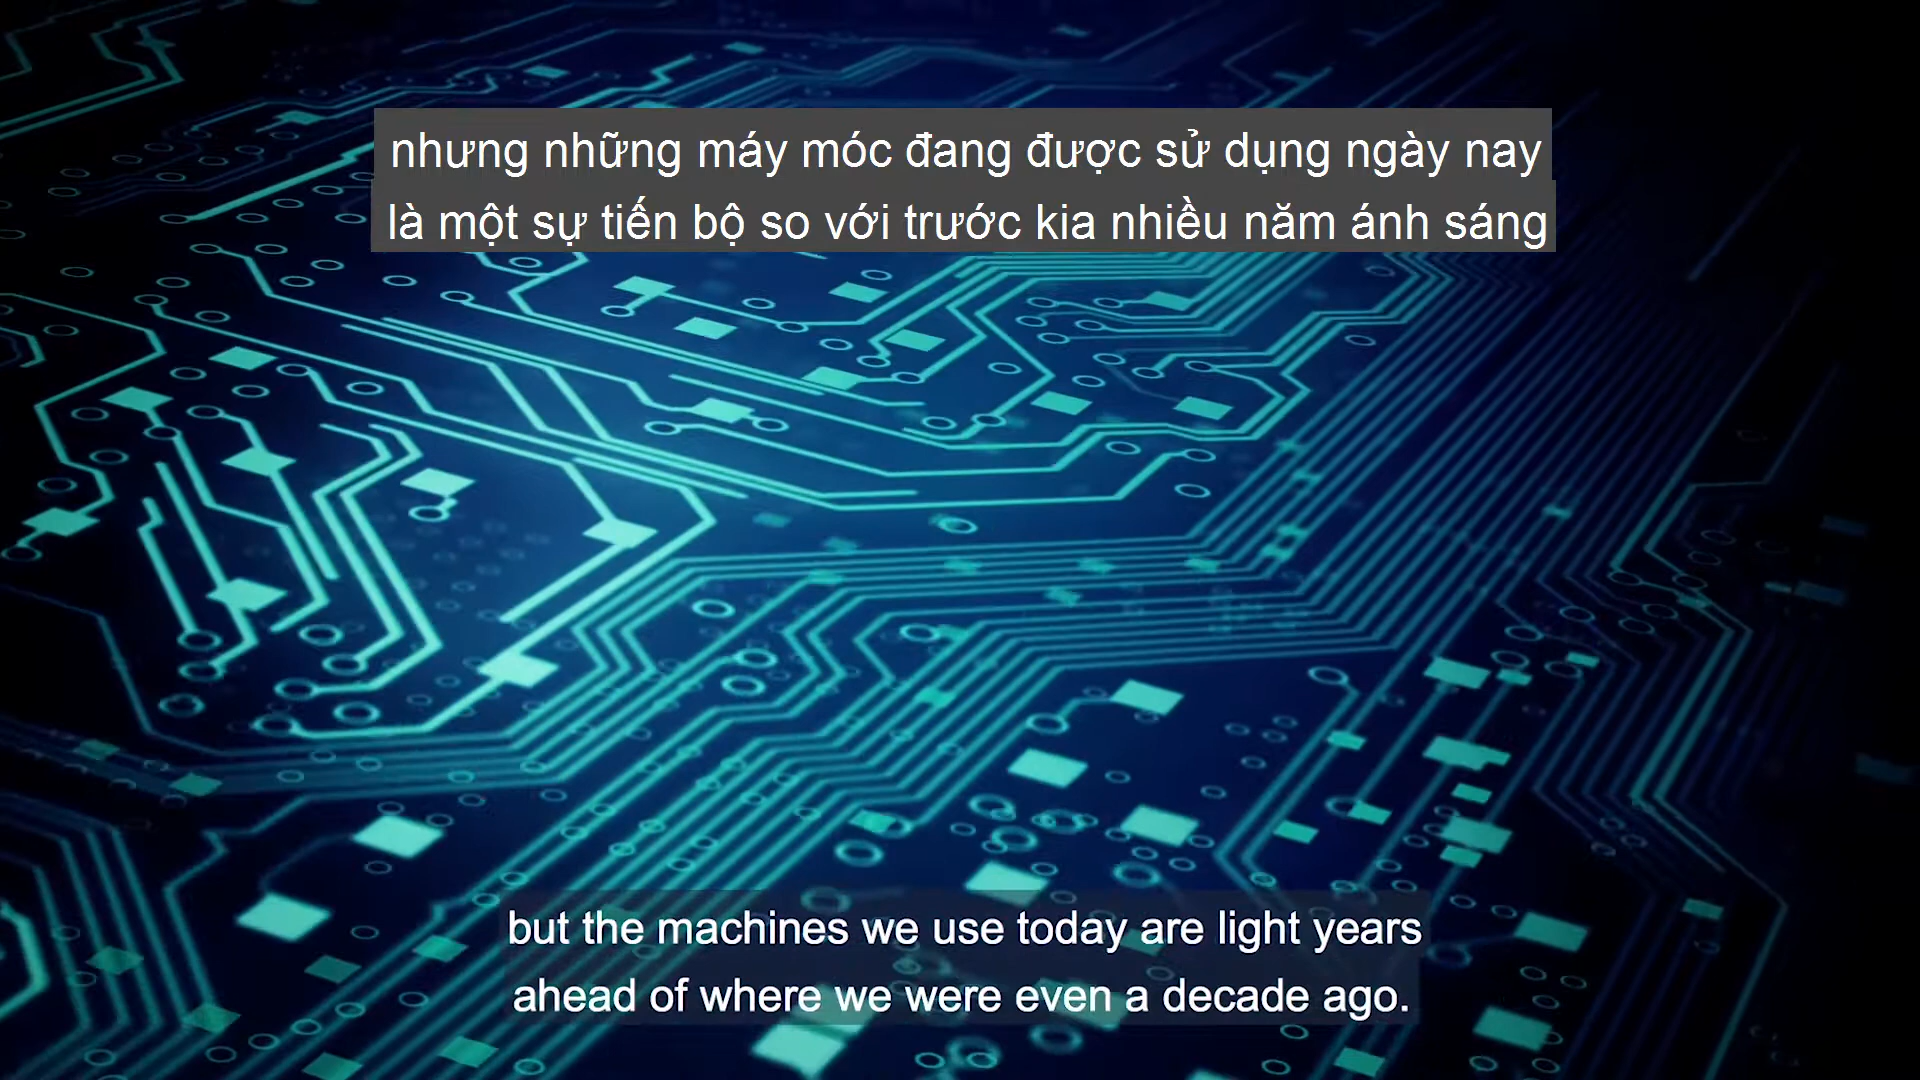 nhưng những máy móc đang được sử dụng ngày nay
là một sự tiến bộ so với trước kia nhiều năm ánh sáng
but the machines we use today are light years
ahead of where we were even a decade ago.